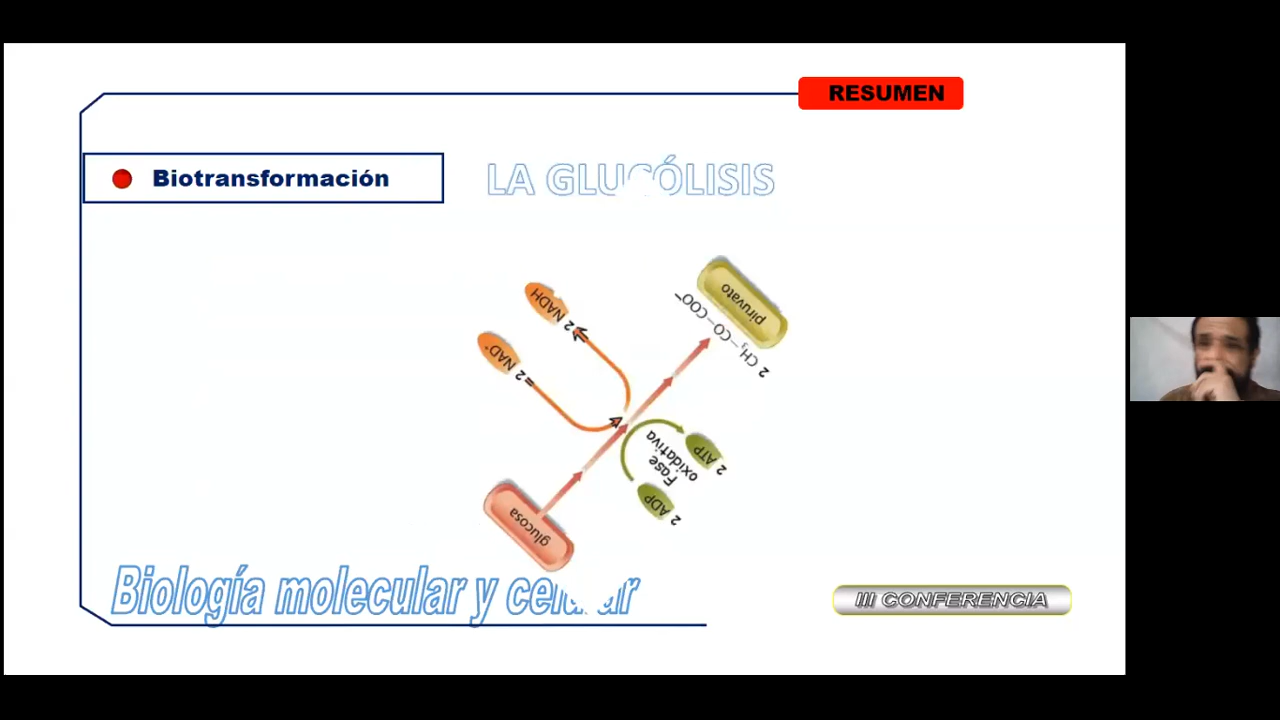 RESUMEN
Biotransformación
LA GLUCÓLISIS
piruvato
2 CH₃–CO–COO⁻
2 NADH
2 NAD⁺
Fase
oxidativa
2 ATP
2 ADP
glucosa
Biología molecular y celular
III CONFERENCIA